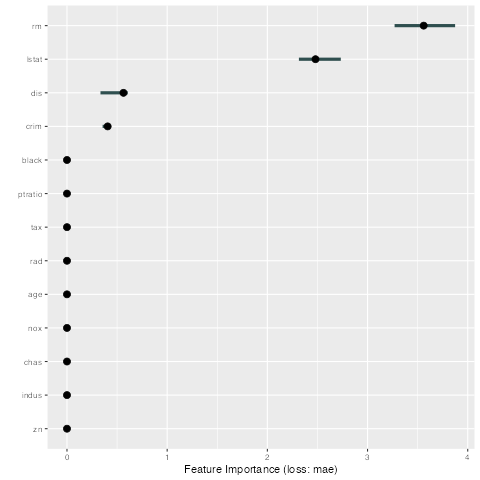 rm
lstat
dis
crim
black
ptratio
tax
rad
age
nox
chas
indus
zn
0 1 2 3 4
Feature Importance (loss: mae)